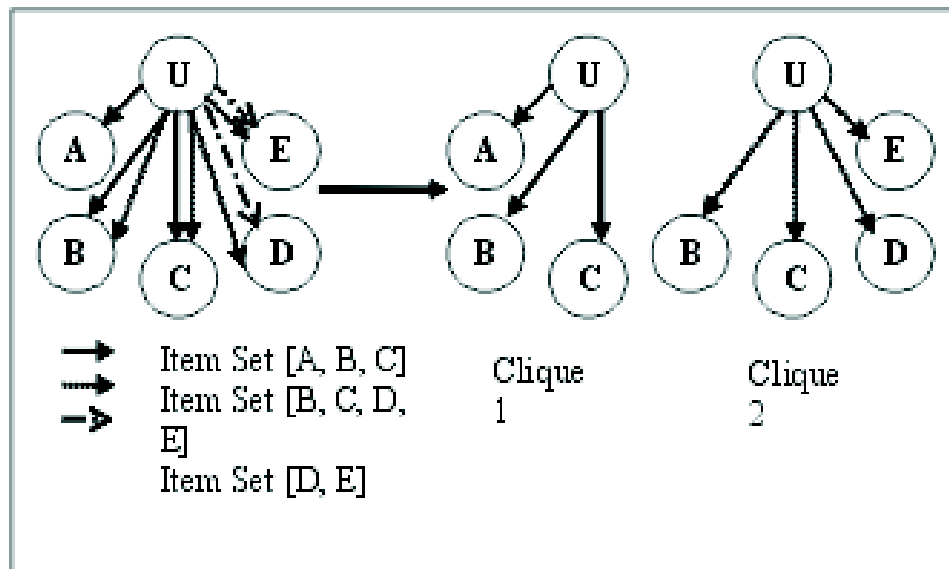 U
A
E
B
D
C
U
A
B
C
U
E
B
D
C
Item Set [A, B, C]
Item Set [B, C, D,
E]
Item Set [D, E]
Clique
1
Clique
2